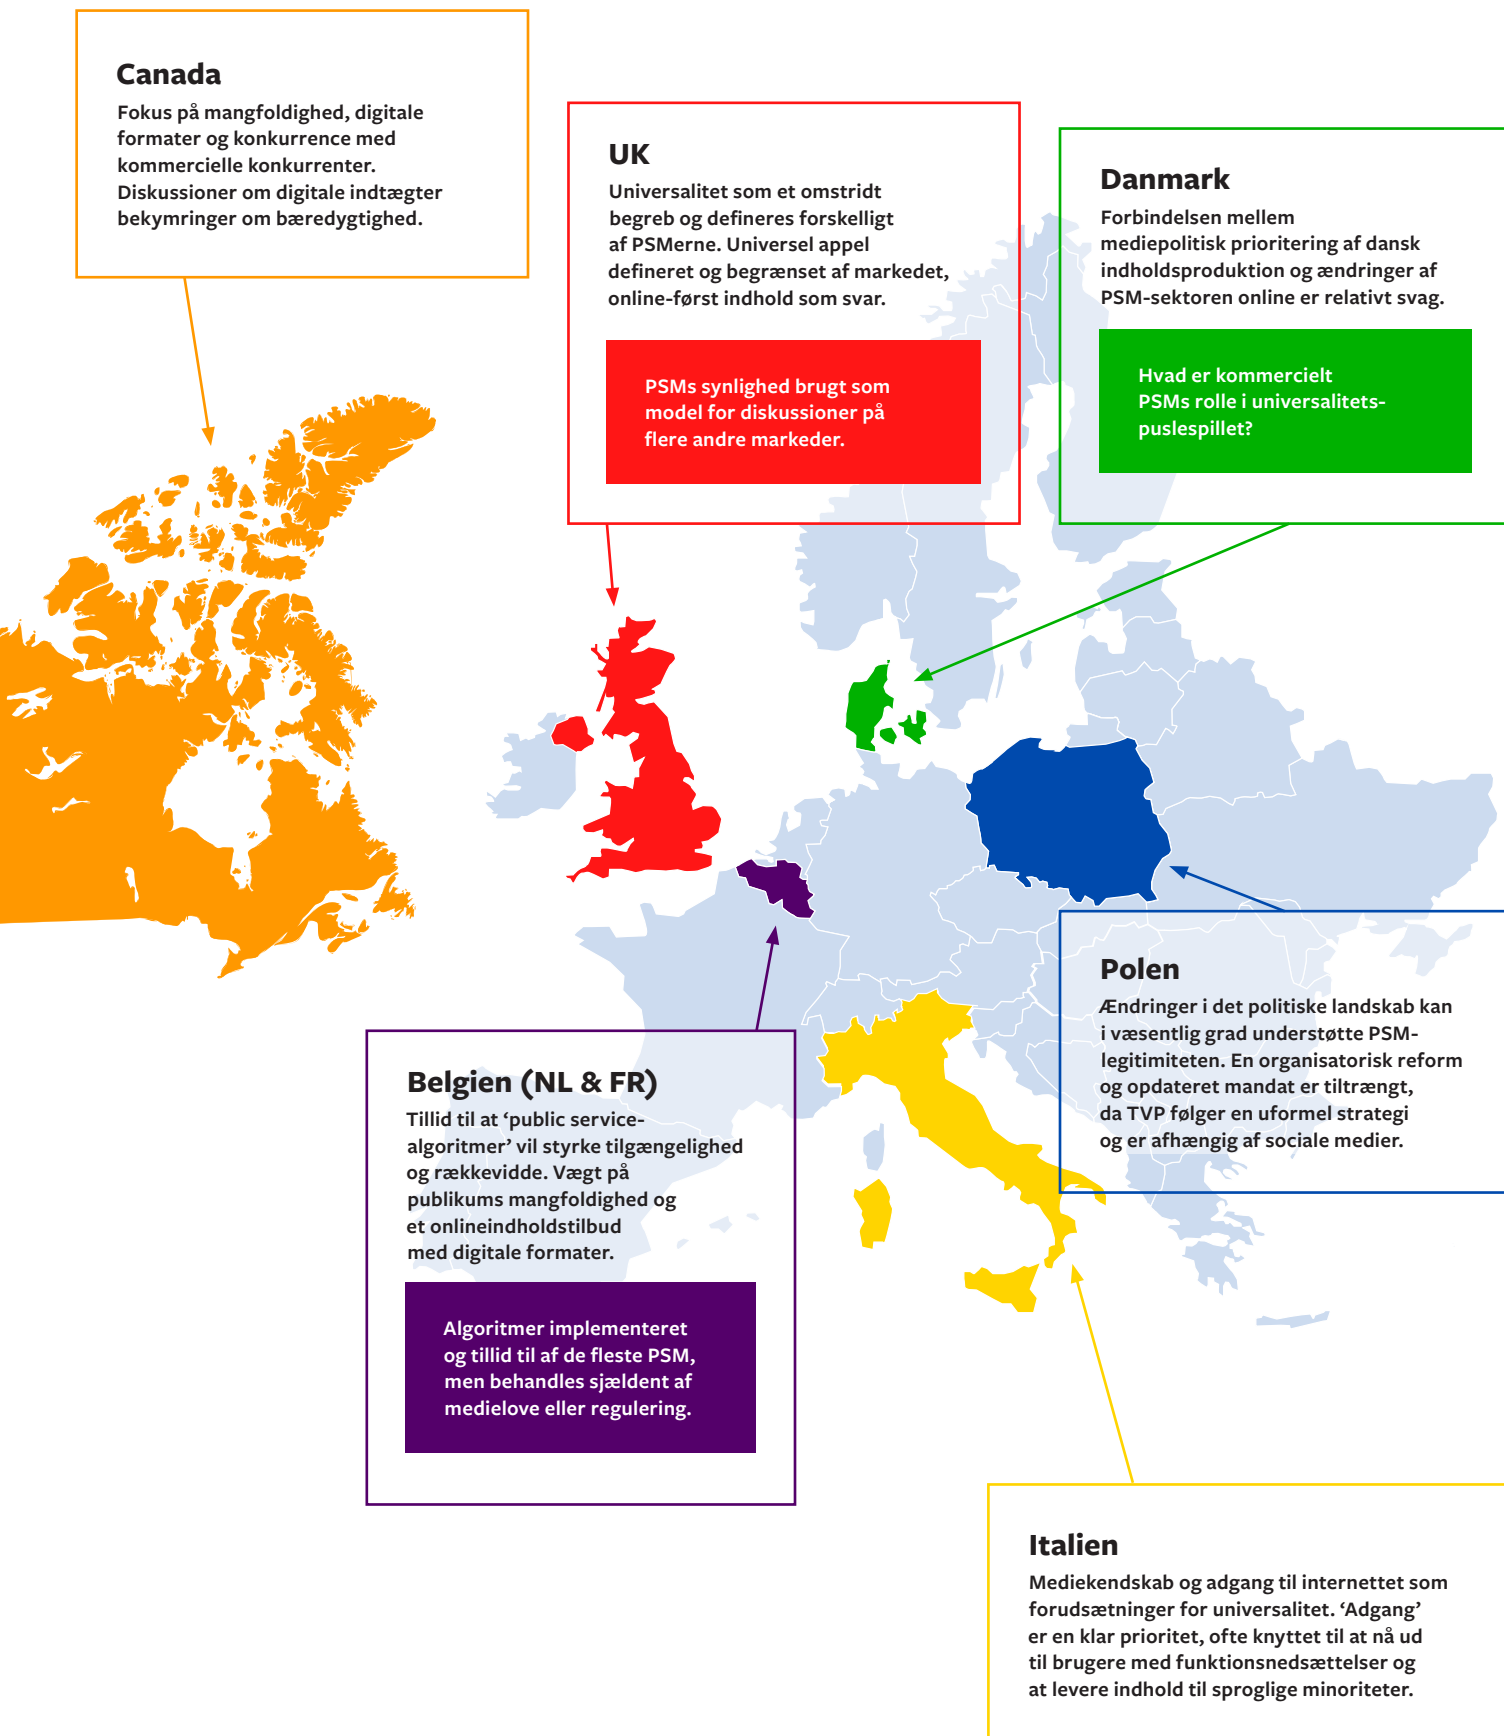 Canada
Fokus på mangfoldighed, digitale
formater og konkurrence med
kommercielle konkurrenter.
Diskussioner om digitale indtægter
bekymringer om bæredygtighed.
UK
Universalitet som et omstridt
begreb og defineres forskelligt
af PSMerne. Universel appel
defineret og begrænset af markedet,
online-først indhold som svar.
PSMs synlighed brugt som
model for diskussioner på
flere andre markeder.
Danmark
Forbindelsen mellem
mediepolitisk prioritering af dansk
indholdsproduktion og ændringer af
PSM-sektoren online er relativt svag.
Hvad er kommercielt
PSMs rolle i universalitets-
puslespillet?
Polen
Ændringer i det politiske landskab kan
i væsentlig grad understøtte PSM-
legitimiteten. En organisatorisk reform
og opdateret mandat er tiltrængt,
da TVP følger en uformel strategi
og er afhængig af sociale medier.
Belgien (NL & FR)
Tillid til at ‘public service-
algoritmer’ vil styrke tilgængelighed
og rækkevidde. Vægt på
publikums mangfoldighed og
et onlineindholdstilbud
med digitale formater.
Algoritmer implementeret
og tillid til af de fleste PSM,
men behandles sjældent af
medielove eller regulering.
Italien
Mediekendskab og adgang til internettet som
forudsætninger for universalitet. ‘Adgang’
er en klar prioritet, ofte knyttet til at nå ud
til brugere med funktionsnedsættelser og
at levere indhold til sproglige minoriteter.